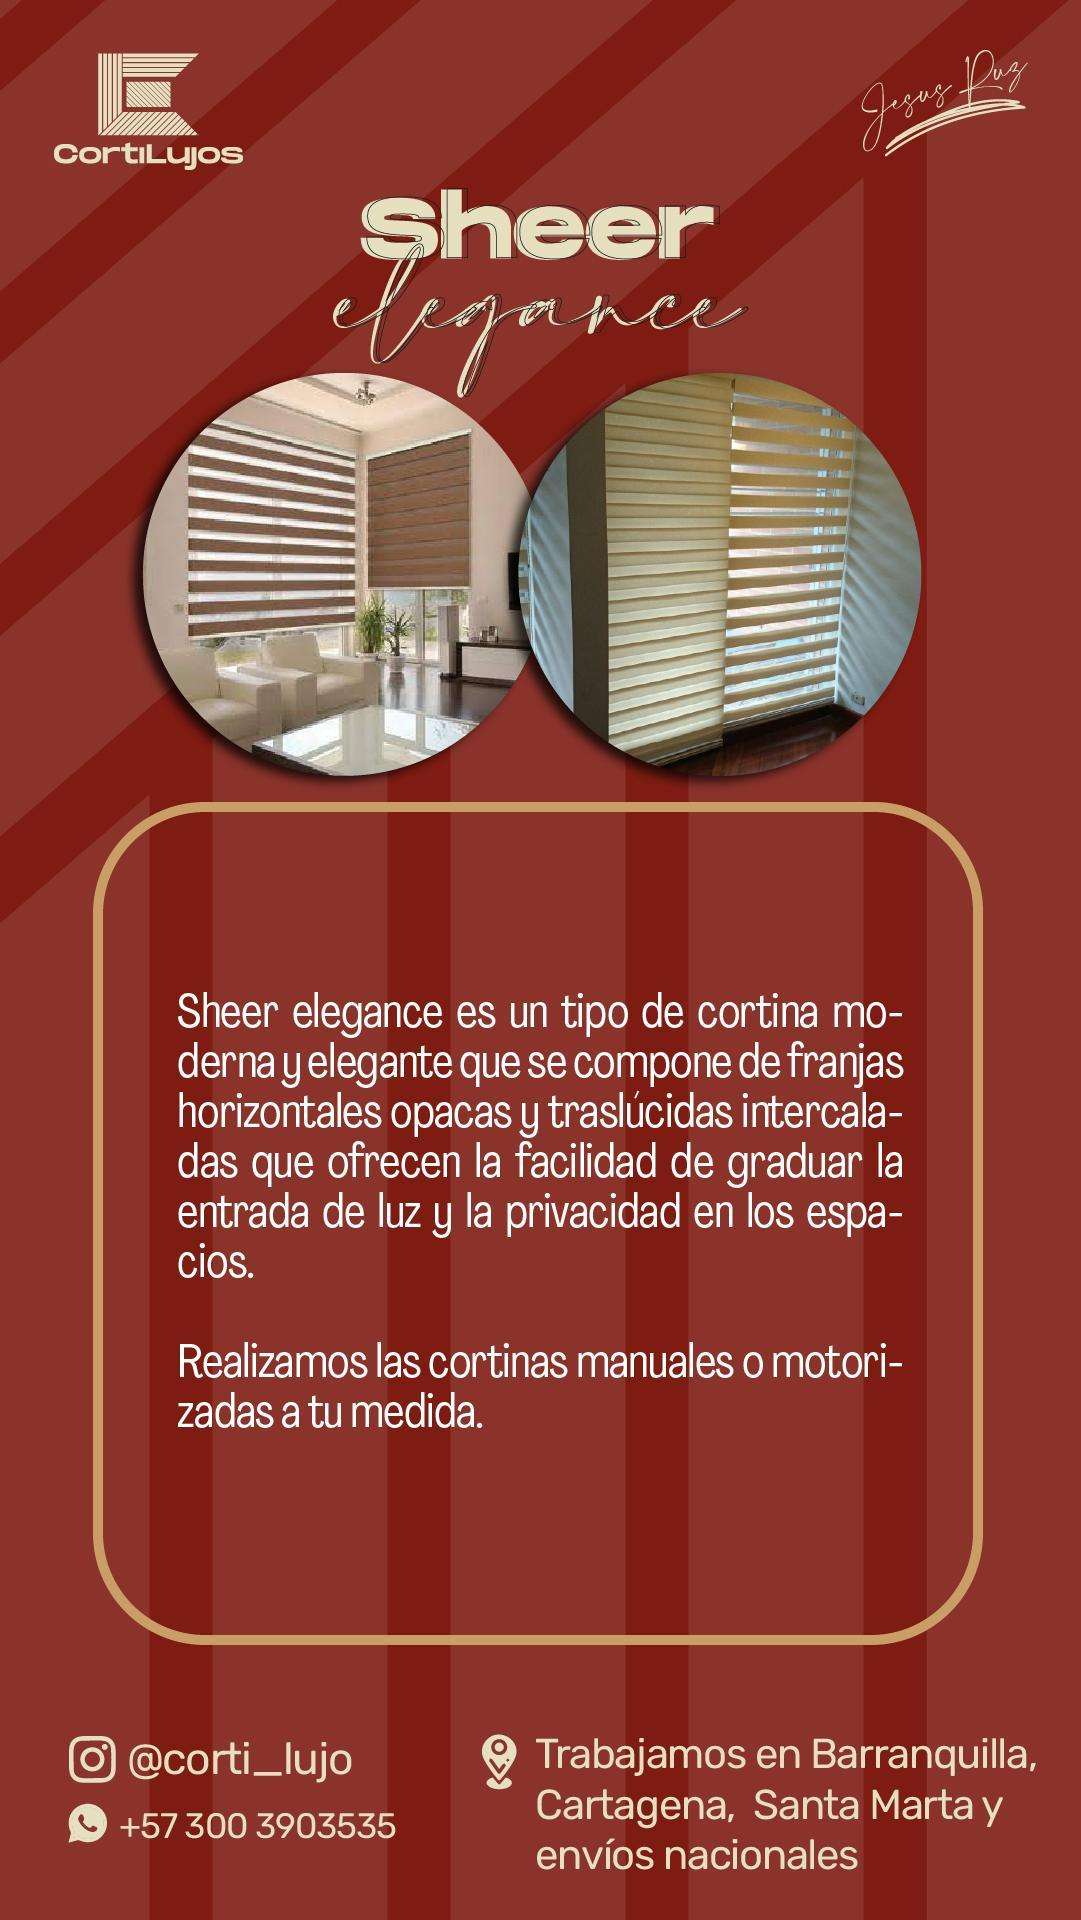 CortiLujos
Jesus Ruz
Sheer
elegance
Sheer elegance es un tipo de cortina mo-
derna y elegante que se compone de franjas
horizontales opacas y traslúcidas intercala-
das que ofrecen la facilidad de graduar la
entrada de luz y la privacidad en los espa-
cios.
Realizamos las cortinas manuales o motori-
zadas a tu medida.
@corti_lujo
+57 300 3903535
Trabajamos en Barranquilla,
Cartagena, Santa Marta y
envíos nacionales